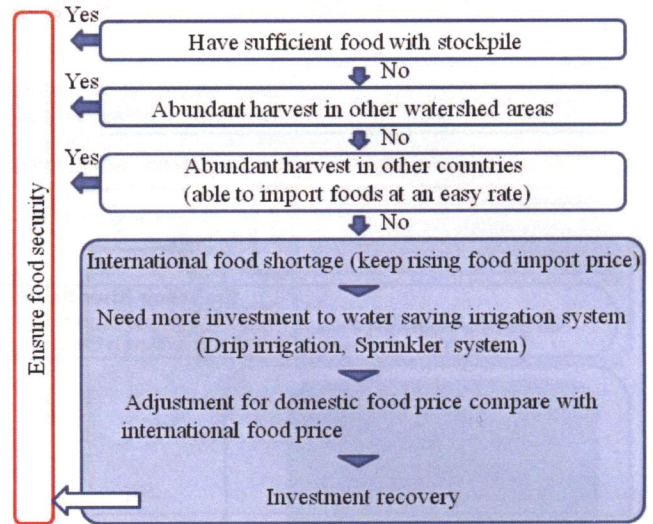 Yes
Have sufficient food with stockpile
No
Yes
Abundant harvest in other watershed areas
No
Yes
Abundant harvest in other countries
(able to import foods at an easy rate)
No
Ensure food security
International food shortage (keep rising food import price)
Need more investment to water saving irrigation system
(Drip irrigation, Sprinkler system)
Adjustment for domestic food price compare with
international food price
Investment recovery